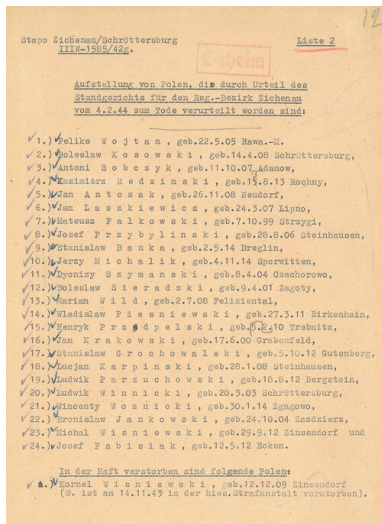 12
Stapo Zichenau/Schröttersburg
IIIW-1585/42g.
Liste 2
Geheim
Aufstellung von Polen, die durch Urteil des
Standgerichts für den Reg.-Bezirk Zichenau
vom 4.2.44 zum Tode verurteilt worden sind:
1.) Feliks Wojtan, geb.22.5.05 Rawa.-M.
2.) Boleslaw Kosowski, geb.14.4.08 Schröttersburg,
3.) Antoni Sobczyk, geb.11.10.07 Adamow,
4.) Kazimierz Redzinski, geb.15.8.13 Rochny,
5.) Jan Antczak, geb.26.11.08 Neudorf,
6.) Jan Laszkiewicz, geb.24.3.07 Lipno,
7.) Mateusz Falkowski, geb.7.10.99 Strzygi,
8.) Josef Przybylinski, geb.28.8.06 Steinhausen,
9.) Stanislaw Banka, geb.2.5.14 Dreglin,
10.) Jerzy Michalik, geb.4.11.14 Sporwitten,
11.) Dyonizy Szymanski, geb.8.4.04 Czachorowo,
12.) Boleslaw Sieradzki, geb.9.4.01 Zagoty,
13.) Marian Wild, geb.2.7.08 Feliziental,
14.) Wladislaw Piesniewski, geb.27.3.11 Birkenhain,
15.) Henryk Przedpelski, geb.5.2.10 Trebnitz,
16.) Jan Krakowski, geb.17.6.00 Grabenfeld,
17.) Stanislaw Grochowalski, geb.5.10.12 Gutenberg,
18.) Lucjan Karpinski, geb.28.1.08 Steinhausen,
19.) Ludwik Parzuchowski, geb.18.8.12 Bergstein,
20.) Ludwik Winnicki, geb.20.3.03 Schröttersburg,
21.) Wincenty Woznicki, geb.30.1.14 Zgagowo,
22.) Bronislaw Jankowski, geb.24.10.04 Zazdzierz,
23.) Michal Wisniewski, geb.29.9.12 Zinsendorf und
24.) Josef Fabisiak, geb.12.5.12 Ecken.
In der Haft verstorben sind folgende Polen:
a.) Kornel Wisniewski, geb.12.12.09 Zinsendorf
(W. ist am 14.11.43 in der hies.Strafanstalt verstorben).